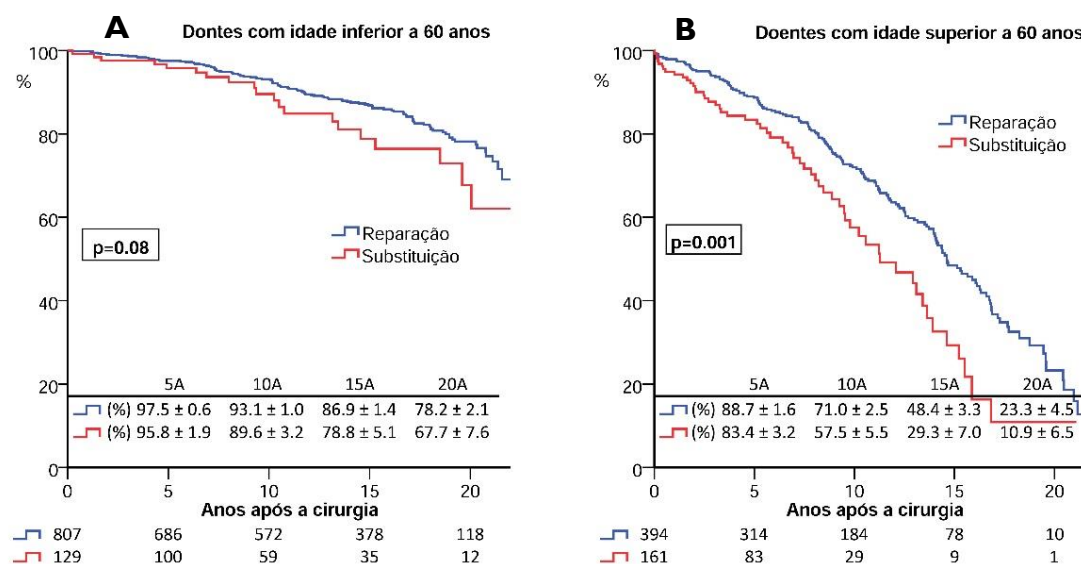 A
Dontes com idade inferior a 60 anos
100
%
80
60
40
20
0
p=0.08
Reparação
Substituição
5A 10A 15A 20A
(%) 97.5 ± 0.6 93.1 ± 1.0 86.9 ± 1.4 78.2 ± 2.1
(%) 95.8 ± 1.9 89.6 ± 3.2 78.8 ± 5.1 67.7 ± 7.6
0 5 10 15 20
Anos após a cirurgia
807 686 572 378 118
129 100 59 35 12
B
Doentes com idade superior a 60 anos
100
%
80
60
40
20
0
p=0.001
Reparação
Substituição
5A 10A 15A 20A
(%) 88.7 ± 1.6 71.0 ± 2.5 48.4 ± 3.3 23.3 ± 4.5
(%) 83.4 ± 3.2 57.5 ± 5.5 29.3 ± 7.0 10.9 ± 6.5
0 5 10 15 20
Anos após a cirurgia
394 314 184 78 10
161 83 29 9 1